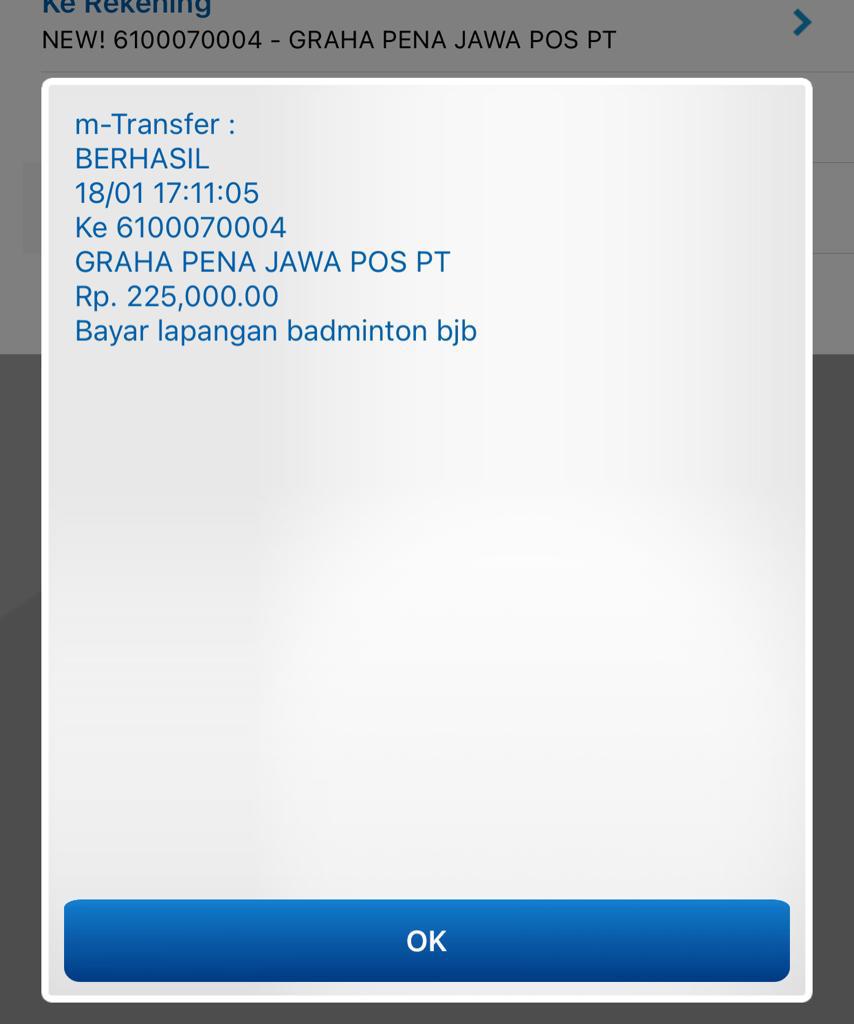 Ke Rekening
NEW! 6100070004 - GRAHA PENA JAWA POS PT
m-Transfer :
BERHASIL
18/01 17:11:05
Ke 6100070004
GRAHA PENA JAWA POS PT
Rp. 225,000.00
Bayar lapangan badminton bjb
OK